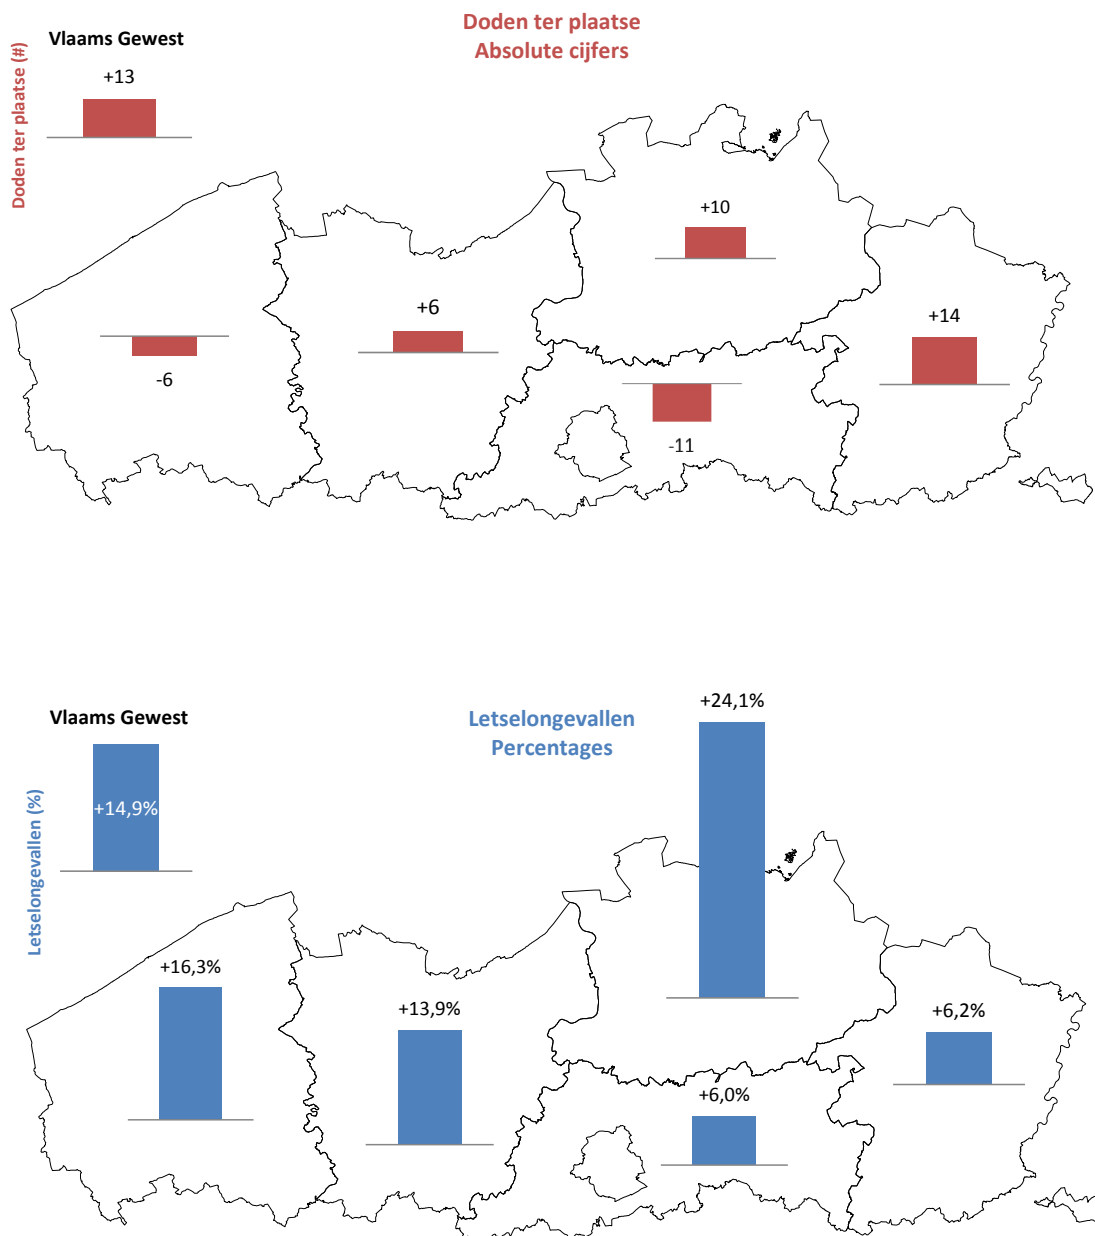 Doden ter plaatse
Absolute cijfers
Vlaams Gewest
Doden ter plaatse (#)
+13
+10
+6
+14
-6
-11
Vlaams Gewest
Letselongevallen
Percentages
Letselongevallen (%)
+14,9%
+24,1%
+16,3%
+13,9%
+6,2%
+6,0%